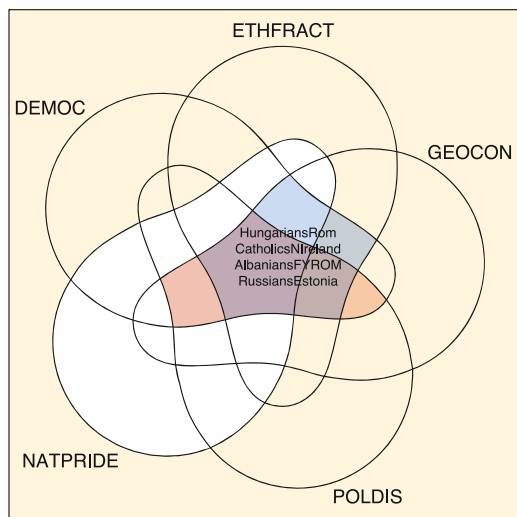 ETHFRACT
DEMOC
GEOCON
HungariansRom
CatholicsNIreland
AlbaniansFYROM
RussiansEstonia
NATPRIDE
POLDIS